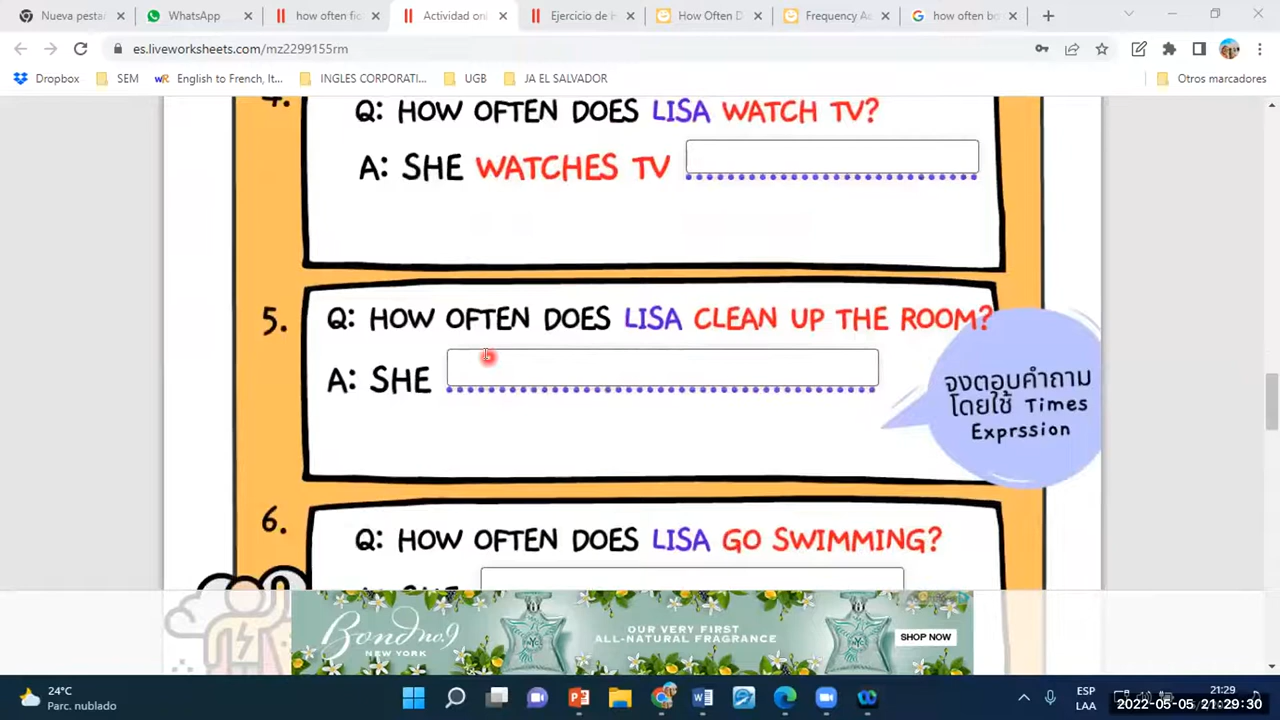 Nueva pesta
WhatsApp
how often fic
Actividad onl
Ejercicio de H
How Often D
Frequency Ad
how often bo
es.liveworksheets.com/mz2299155rm
Dropbox
SEM
English to French, It...
INGLES CORPORATI...
UGB
JA EL SALVADOR
Otros marcadores
4.
Q: HOW OFTEN DOES LISA WATCH TV?
A: SHE WATCHES TV
5.
Q: HOW OFTEN DOES LISA CLEAN UP THE ROOM?
A: SHE
จงตอบคำถาม
โดยใช้ Times
Exprssion
6.
Q: HOW OFTEN DOES LISA GO SWIMMING?
Bond no.9
NEW YORK
OUR VERY FIRST
ALL-NATURAL FRAGRANCE
SHOP NOW
24°C
Parc. nublado
ESP
LAA
21:29
2022-05-05 21:29:30